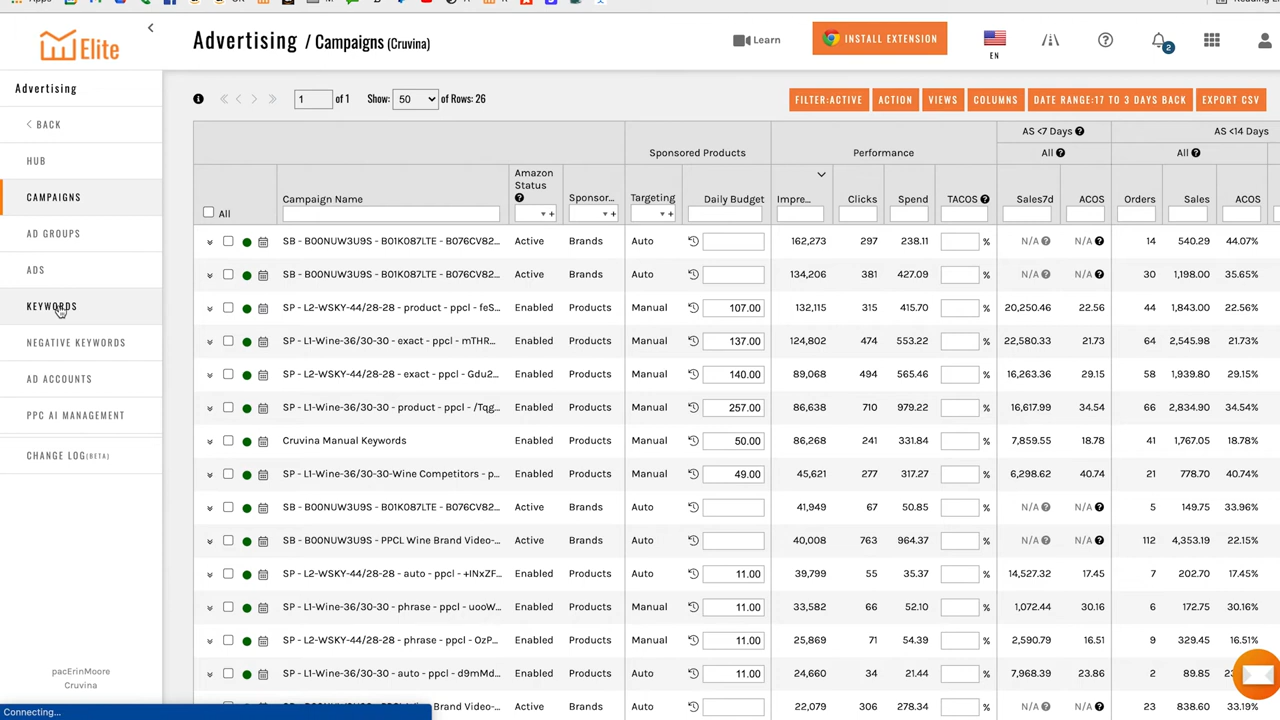 Apps
Elite
Advertising / Campaigns (Cruvina)
Learn
INSTALL EXTENSION
EN
2
Advertising
BACK
HUB
CAMPAIGNS
AD GROUPS
ADS
KEYWORDS
NEGATIVE KEYWORDS
AD ACCOUNTS
PPC AI MANAGEMENT
CHANGE LOG(BETA)
pacErinMoore
Cruvina
Connecting...
1 of 1 Show: 50 of Rows: 26
FILTER:ACTIVE ACTION VIEWS COLUMNS DATE RANGE:17 TO 3 DAYS BACK EXPORT CSV
AS <7 Days AS <14 Days
Sponsored Products Performance All All
All Campaign Name Amazon Status Sponsor... Targeting Daily Budget Impre... Clicks Spend TACOS Sales7d ACOS Orders Sales ACOS
SB - B00NUW3U9S - B01K087LTE - B076CV82... Active Brands Auto 162,273 297 238.11 % N/A N/A 14 540.29 44.07%
SB - B00NUW3U9S - B01K087LTE - B076CV82... Active Brands Auto 134,206 381 427.09 % N/A N/A 30 1,198.00 35.65%
SP - L2-WSKY-44/28-28 - product - ppcl - feS... Enabled Products Manual 107.00 132,115 315 415.70 % 20,250.46 22.56 44 1,843.00 22.56%
SP - L1-Wine-36/30-30 - exact - ppcl - mTHR... Enabled Products Manual 137.00 124,802 474 553.22 % 22,580.33 21.73 64 2,545.98 21.73%
SP - L2-WSKY-44/28-28 - exact - ppcl - Gdu2... Enabled Products Manual 140.00 89,068 494 565.46 % 16,263.36 29.15 58 1,939.80 29.15%
SP - L1-Wine-36/30-30 - product - ppcl - /Tqg... Enabled Products Manual 257.00 86,638 710 979.22 % 16,617.99 34.54 66 2,834.90 34.54%
Cruvina Manual Keywords Enabled Products Manual 50.00 86,268 241 331.84 % 7,859.55 18.78 41 1,767.05 18.78%
SP - L1-Wine-36/30-30-Wine Competitors - p... Enabled Products Manual 49.00 45,621 277 317.27 % 6,298.62 40.74 21 778.70 40.74%
SB - B00NUW3U9S - B01K087LTE - B076CV82... Active Brands Auto 41,949 67 50.85 % N/A N/A 5 149.75 33.96%
SB - B00NUW3U9S - PPCL Wine Brand Video-... Active Brands Auto 40,008 763 964.37 % N/A N/A 112 4,353.19 22.15%
SP - L2-WSKY-44/28-28 - auto - ppcl - +INxZF... Enabled Products Auto 11.00 39,799 55 35.37 % 14,527.32 17.45 7 202.70 17.45%
SP - L1-Wine-36/30-30 - phrase - ppcl - uooW... Enabled Products Manual 11.00 33,582 66 52.10 % 1,072.44 30.16 6 172.75 30.16%
SP - L2-WSKY-44/28-28 - phrase - ppcl - OzP... Enabled Products Manual 11.00 25,869 71 54.39 % 2,590.79 16.51 9 329.45 16.51%
SP - L1-Wine-36/30-30 - auto - ppcl - d9mMd... Enabled Products Auto 11.00 24,660 34 21.44 % 7,968.39 23.86 2 89.85
SB - B00NUW3U9S - PPCL Wine Brand Video-... Active Brands Auto 22,079 306 278.34 % N/A N/A 23 838.60 33.19%